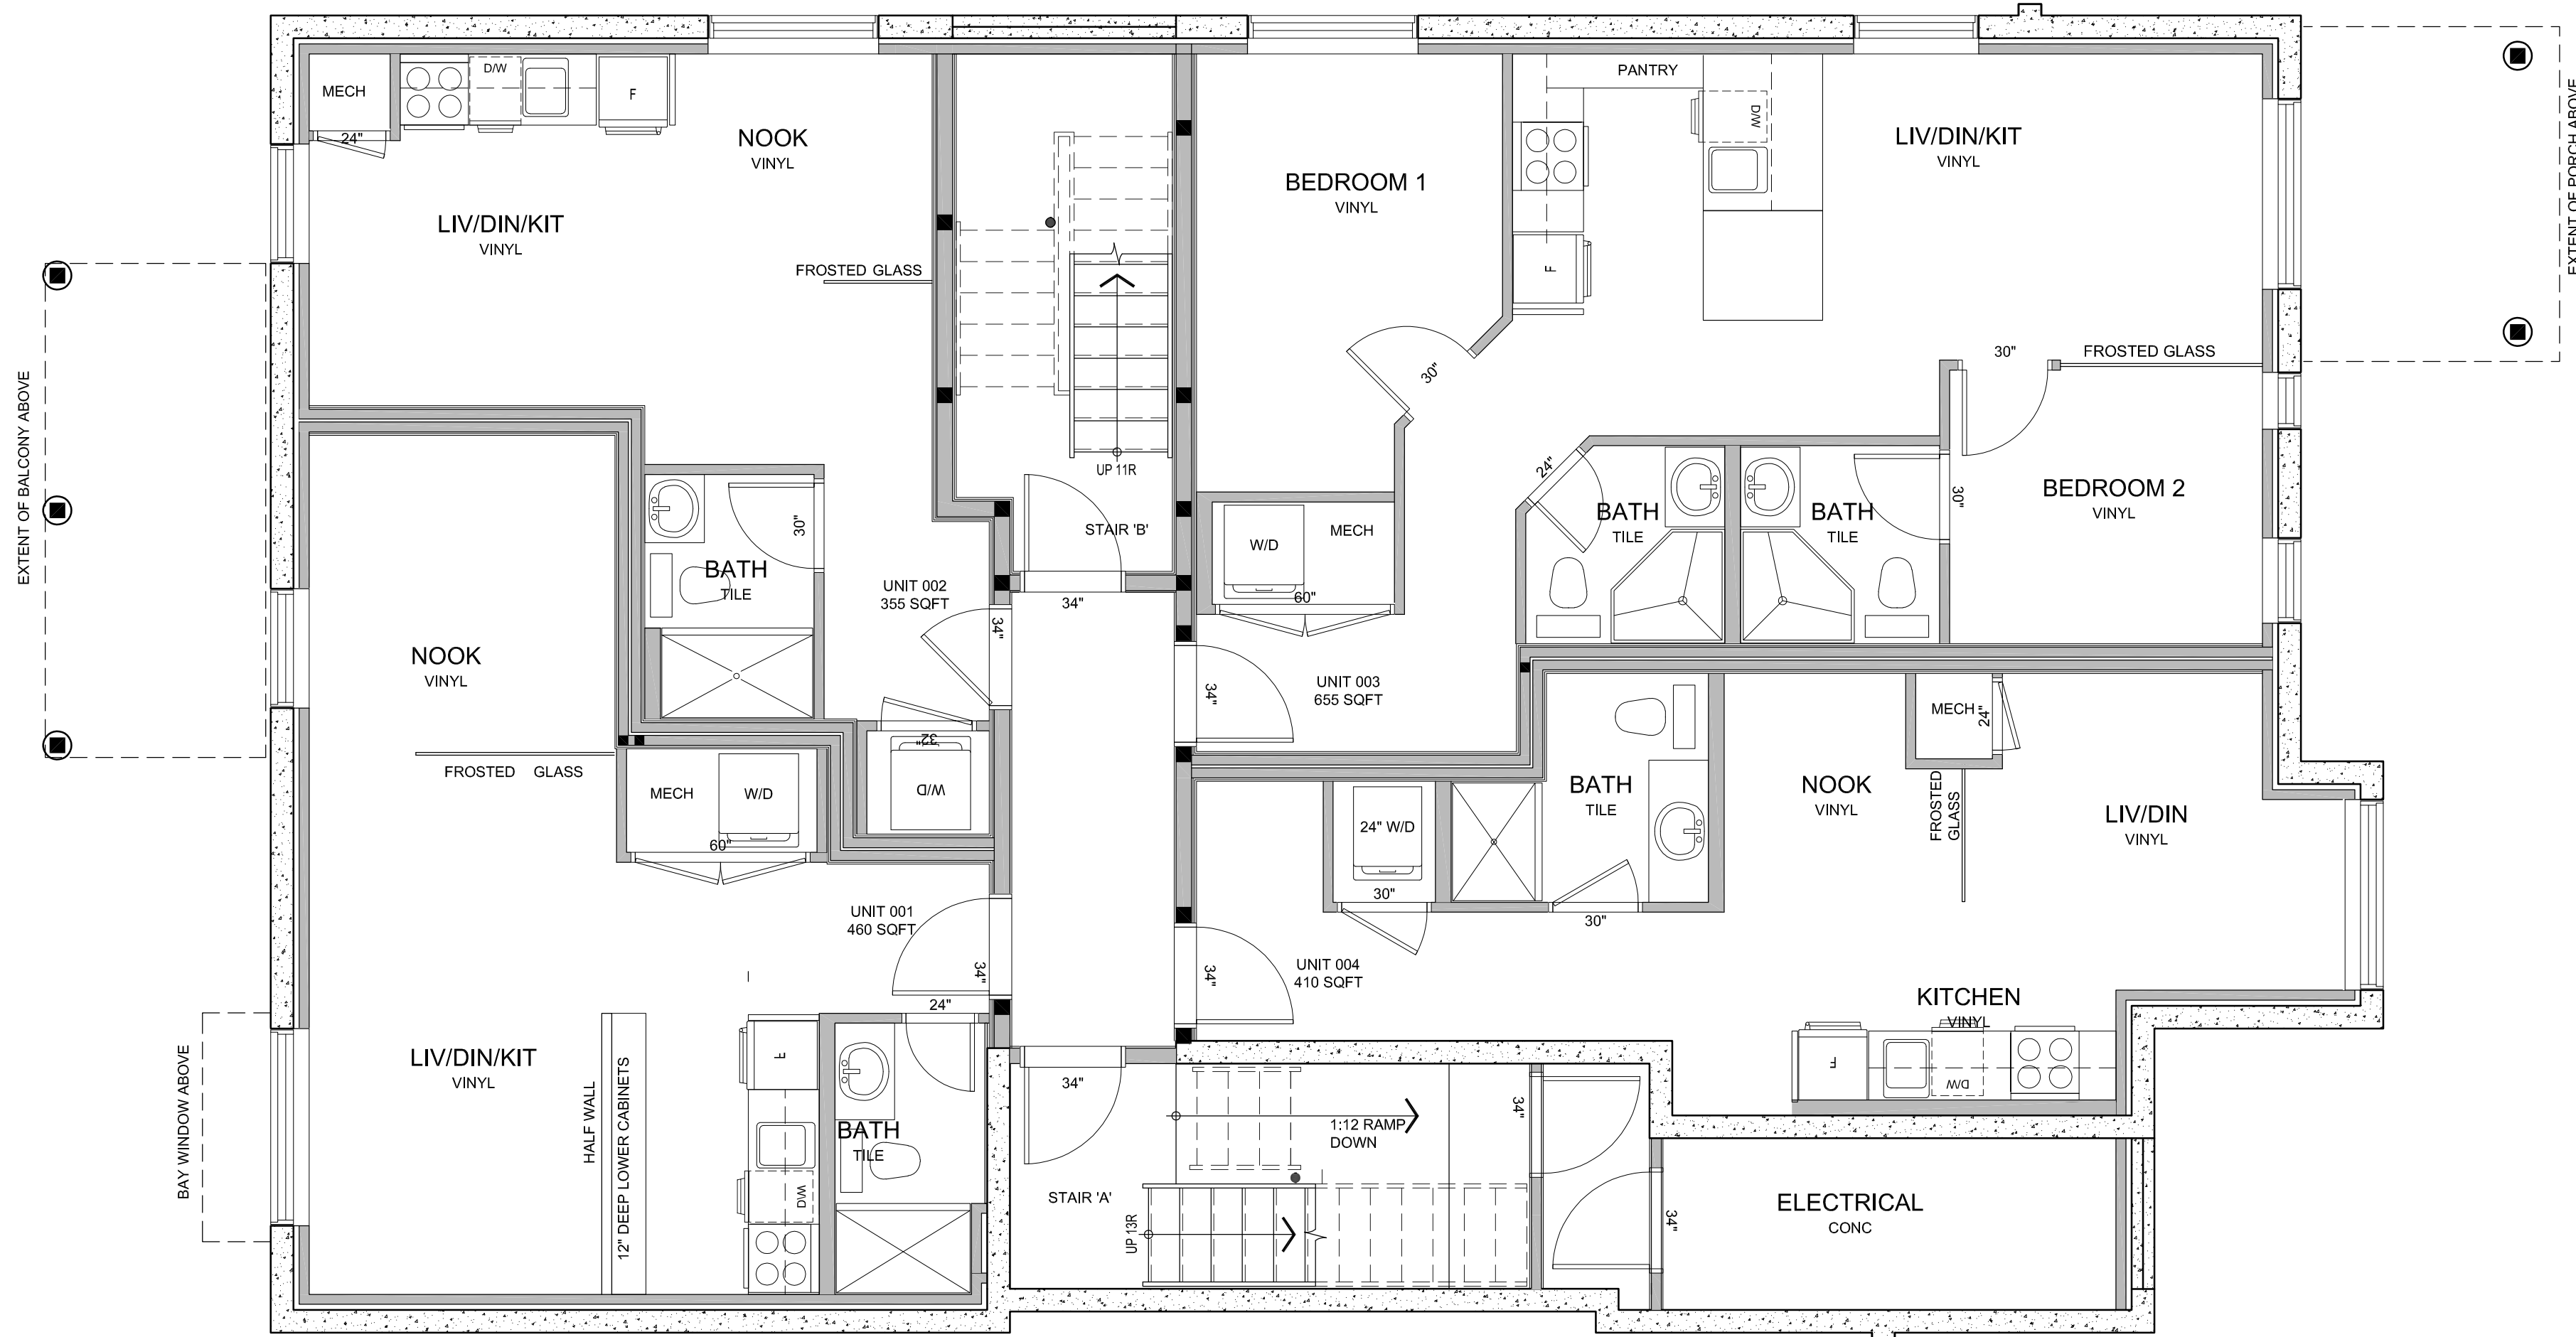 D/W
MECH
F
24"
NOOK
VINYL
LIV/DIN/KIT
VINYL
FROSTED GLASS
EXTENT OF BALCONY ABOVE
BATH
TILE
30"
UNIT 002
355 SQFT
34"
32"
W/D
NOOK
VINYL
FROSTED GLASS
MECH
W/D
60"
UNIT 001
460 SQFT
34"
24"
LIV/DIN/KIT
VINYL
BAY WINDOW ABOVE
HALF WALL
12" DEEP LOWER CABINETS
F
D/W
BATH
TILE
UP 11R
STAIR 'B'
34"
34"
STAIR 'A'
UP 13R
1:12 RAMP
DOWN
34"
34"
ELECTRICAL
CONC
BEDROOM 1
VINYL
30"
PANTRY
D/W
F
LIV/DIN/KIT
VINYL
EXTENT OF PORCH ABOVE
30"
FROSTED GLASS
BEDROOM 2
VINYL
24"
BATH
TILE
BATH
TILE
30"
W/D
MECH
60"
UNIT 003
655 SQFT
34"
MECH
24"
BATH
TILE
NOOK
VINYL
FROSTED
GLASS
LIV/DIN
VINYL
24" W/D
30"
30"
UNIT 004
410 SQFT
34"
KITCHEN
VINYL
F
D/W